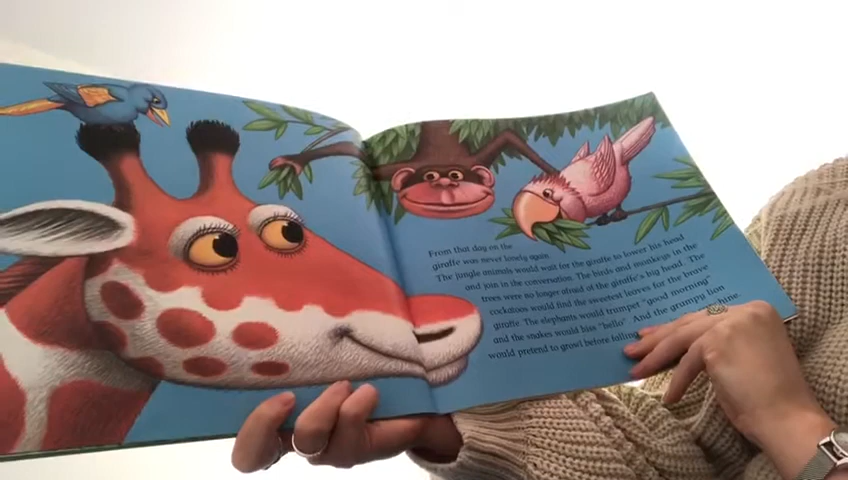 From that day on the
giraffe was never lonely again.
The jungle animals would wait for the giraffe to lower his head
and join in the conversation. The birds and monkeys in the
trees were no longer afraid of the giraffe's big head. The
cockatoos would find the sweetest leaves for the brave
giraffe. The elephants would trumpet "good morning"
and the snakes would hiss "hello". And the grumpy lion
would pretend to growl before falling